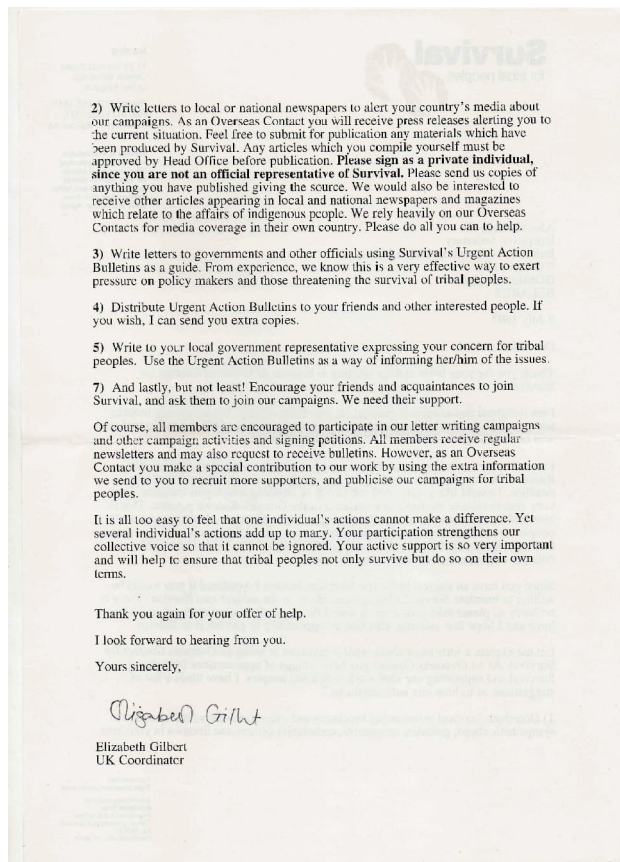 2) Write letters to local or national newspapers to alert your country's media about
our campaigns. As an Overseas Contact you will receive press releases alerting you to
the current situation. Feel free to submit for publication any materials which have
been produced by Survival. Any articles which you compile yourself must be
approved by Head Office before publication. Please sign as a private individual,
since you are not an official representative of Survival. Please send us copies of
anything you have published giving the source. We would also be interested to
receive other articles appearing in local and national newspapers and magazines
which relate to the affairs of indigenous people. We rely heavily on our Overseas
Contacts for media coverage in their own country. Please do all you can to help.
3) Write letters to governments and other officials using Survival's Urgent Action
Bulletins as a guide. From experience, we know this is a very effective way to exert
pressure on policy makers and those threatening the survival of tribal peoples.
4) Distribute Urgent Action Bulletins to your friends and other interested people. If
you wish, I can send you extra copies.
5) Write to your local government representative expressing your concern for tribal
peoples. Use the Urgent Action Bulletins as a way of informing her/him of the issues.
7) And lastly, but not least! Encourage your friends and acquaintances to join
Survival, and ask them to join our campaigns. We need their support.
Of course, all members are encouraged to participate in our letter writing campaigns
and other campaign activities and signing petitions. All members receive regular
newsletters and may also request to receive bulletins. However, as an Overseas
Contact you make a special contribution to our work by using the extra information
we send to you to recruit more supporters, and publicise our campaigns for tribal
peoples.
It is all too easy to feel that one individual's actions cannot make a difference. Yet
several individual's actions add up to many. Your participation strengthens our
collective voice so that it cannot be ignored. Your active support is so very important
and will help to ensure that tribal peoples not only survive but do so on their own
terms.
Thank you again for your offer of help.
I look forward to hearing from you.
Yours sincerely,
Elizabeth Gilbert
Elizabeth Gilbert
UK Coordinator